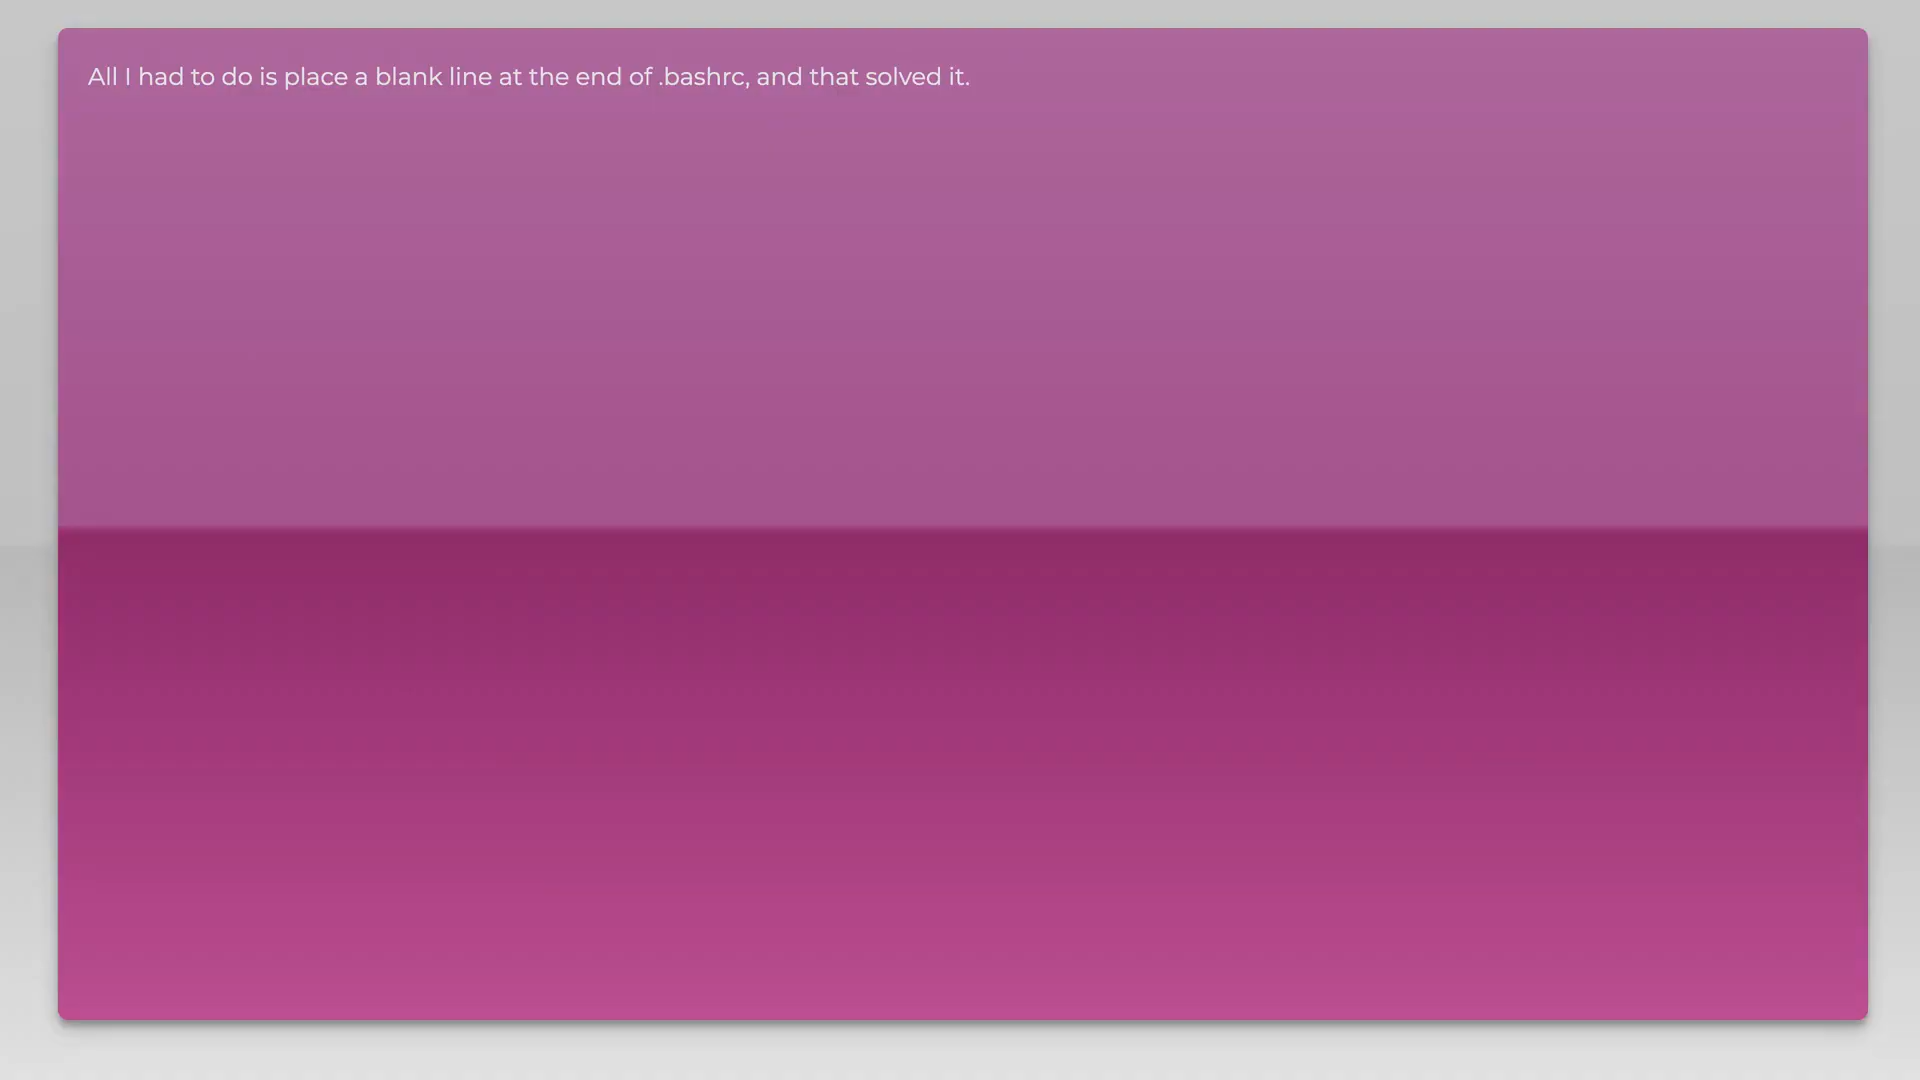 All I had to do is place a blank line at the end of .bashrc, and that solved it.